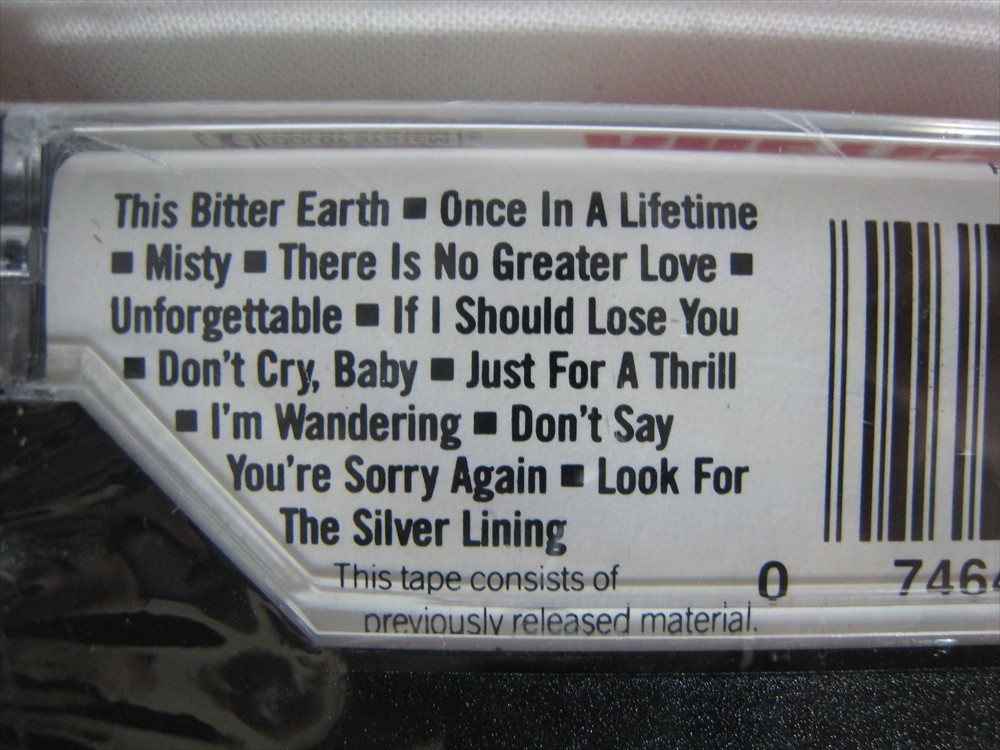 This Bitter Earth ■ Once In A Lifetime
■ Misty ■ There Is No Greater Love ■
Unforgettable ■ If I Should Lose You
■ Don't Cry, Baby ■ Just For A Thrill
■ I'm Wandering ■ Don't Say
You're Sorry Again ■ Look For
The Silver Lining
This tape consists of
previously released material.
0 746